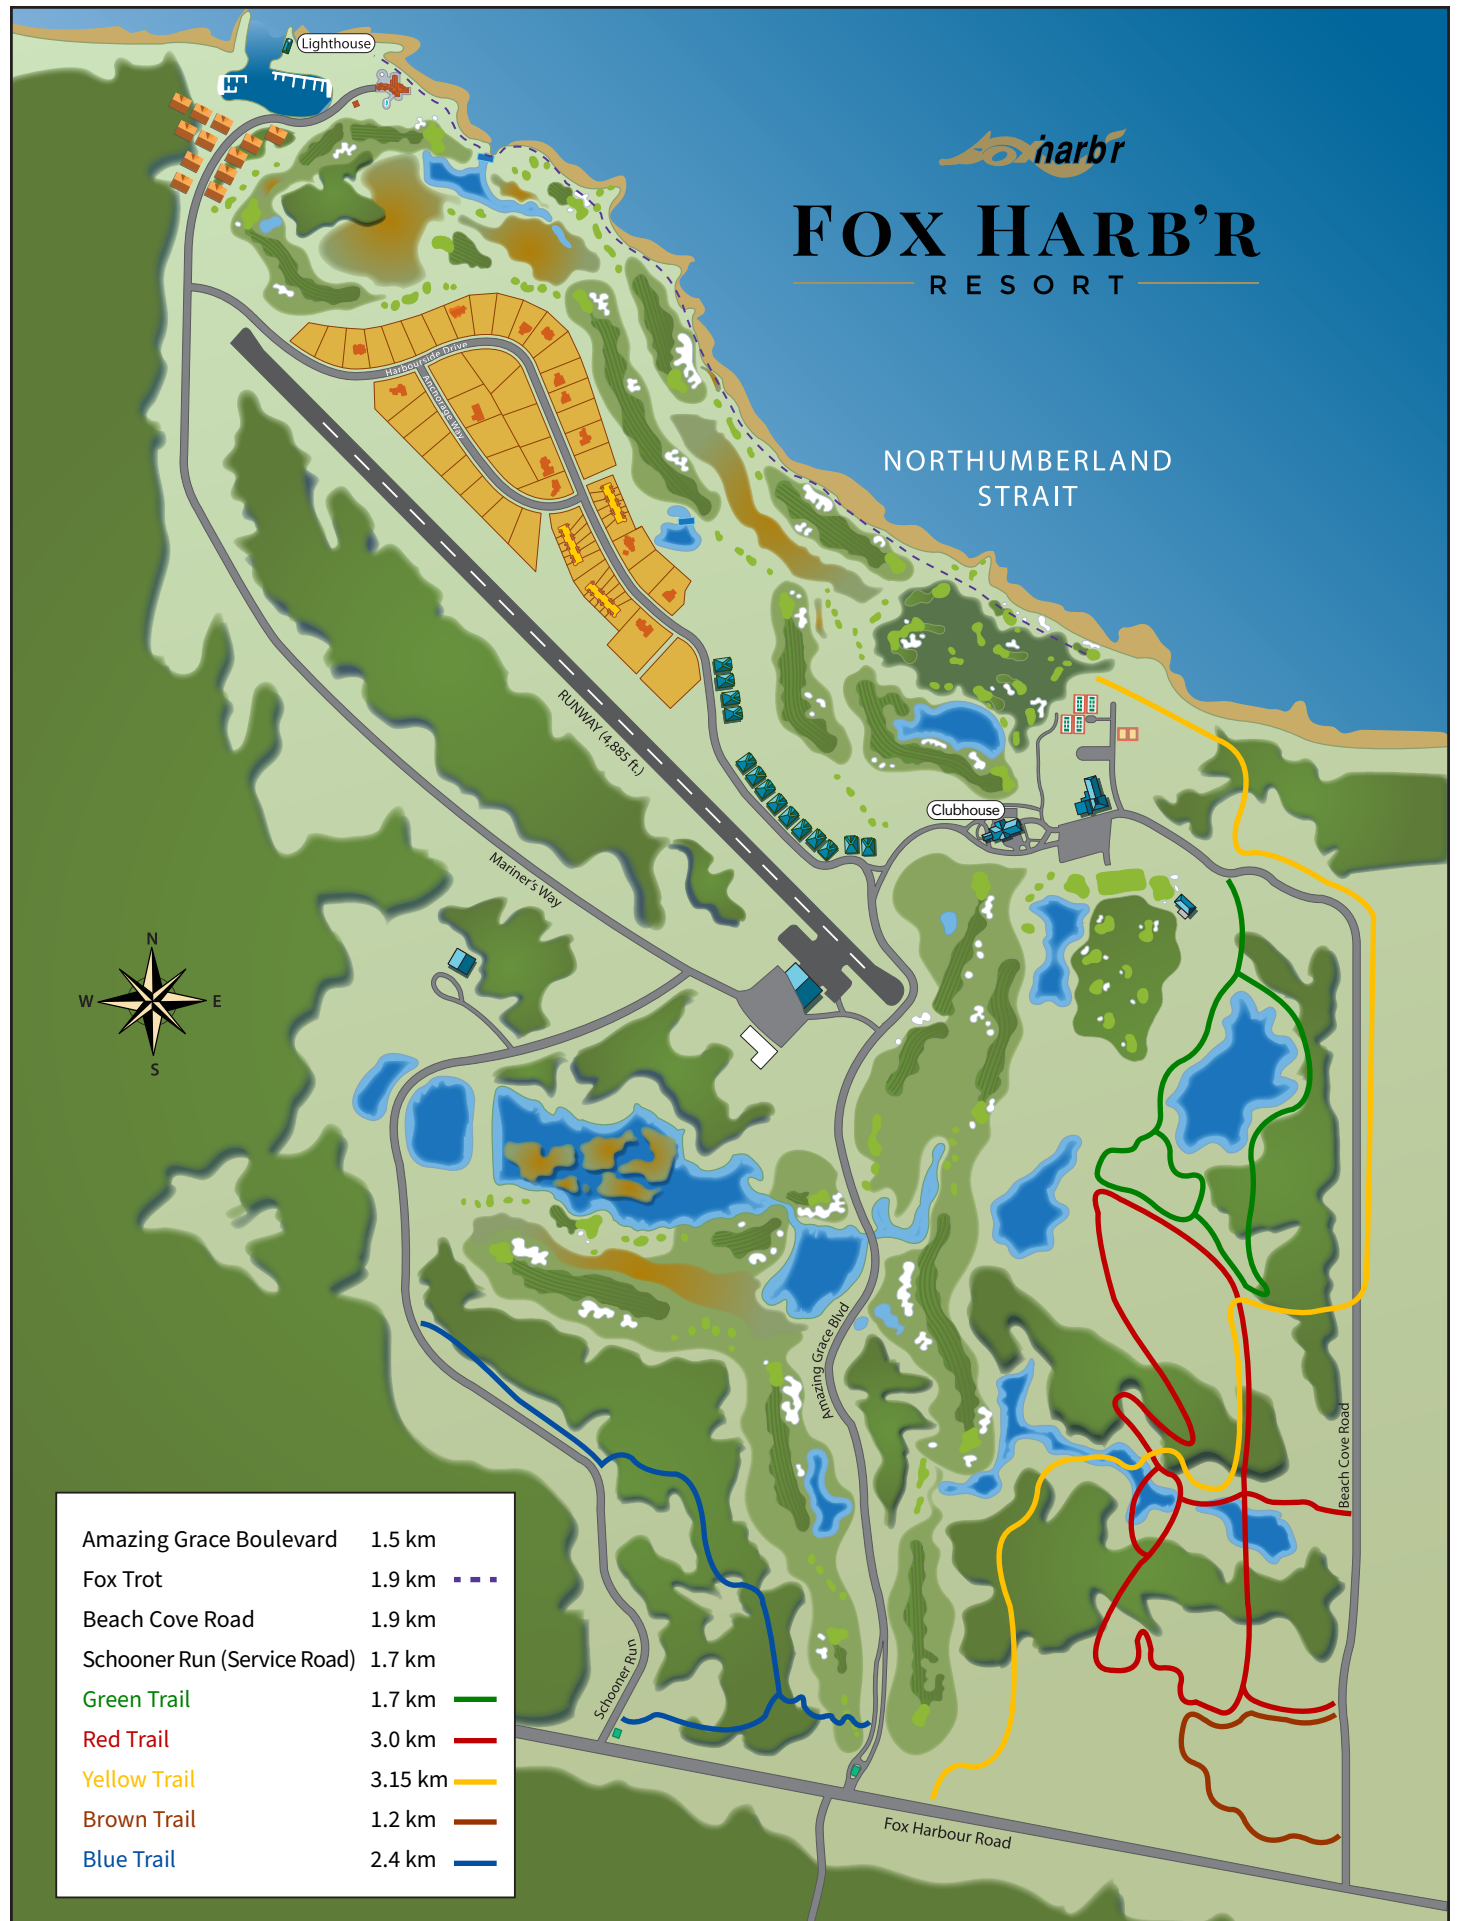 Lighthouse
foxharb'r
FOX HARB'R
RESORT
NORTHUMBERLAND
STRAIT
Harbourside Drive
Anchorage Way
RUNWAY (4,885 ft.)
Clubhouse
Mariner's Way
N
W
E
S
Amazing Grace Blvd
Beach Cove Road
Schooner Run
Fox Harbour Road
Amazing Grace Boulevard 1.5 km
Fox Trot 1.9 km
Beach Cove Road 1.9 km
Schooner Run (Service Road) 1.7 km
Green Trail 1.7 km
Red Trail 3.0 km
Yellow Trail 3.15 km
Brown Trail 1.2 km
Blue Trail 2.4 km